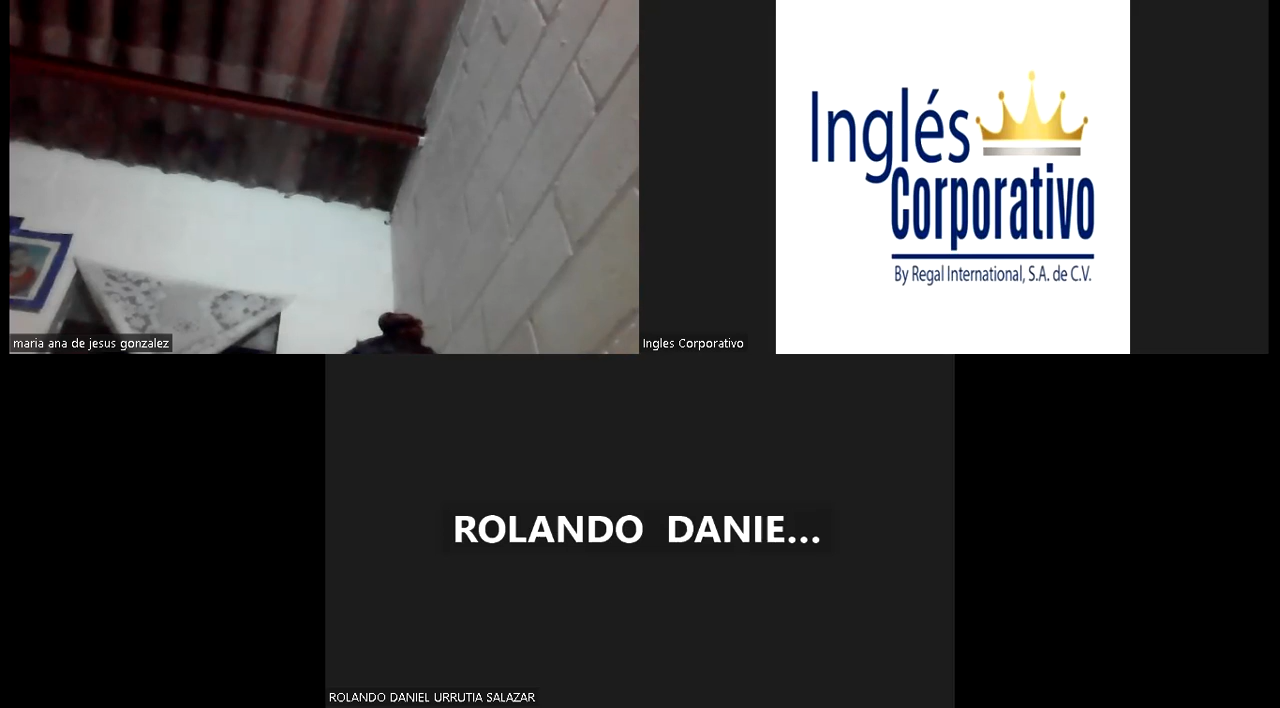 Inglés
Corporativo
By Regal International, S.A. de C.V.
maria ana de jesus gonzalez
Ingles Corporativo
ROLANDO DANIE...
ROLANDO DANIEL URRUTIA SALAZAR